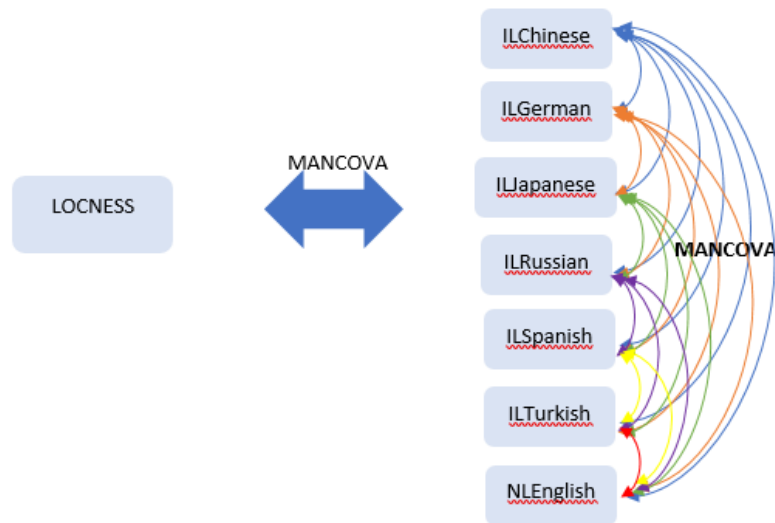 ILChinese
ILGerman
MANCOVA
ILJapanese
LOCNESS
ILRussian
MANCOVA
ILSpanish
ILTurkish
NLEnglish